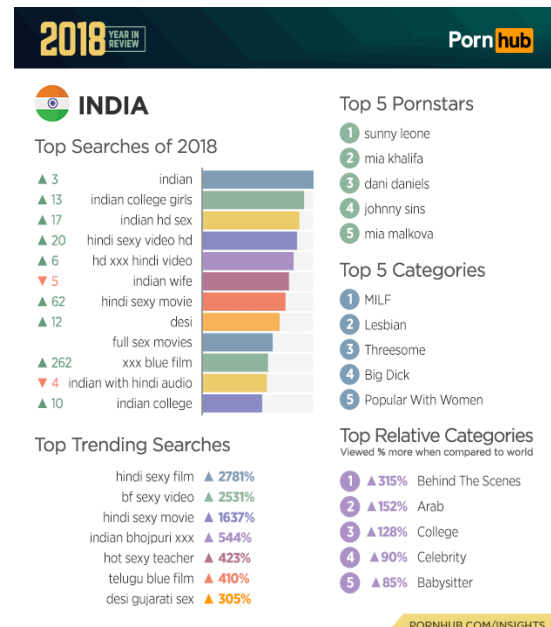 2018 YEAR IN REVIEW
Pornhub
INDIA
Top Searches of 2018
▲ 3 indian
▲ 13 indian college girls
▲ 17 indian hd sex
▲ 20 hindi sexy video hd
▲ 6 hd xxx hindi video
▼ 5 indian wife
▲ 62 hindi sexy movie
▲ 12 desi
full sex movies
▲ 262 xxx blue film
▼ 4 indian with hindi audio
▲ 10 indian college
Top Trending Searches
hindi sexy film ▲ 2781%
bf sexy video ▲ 2531%
hindi sexy movie ▲ 1637%
indian bhojpuri xxx ▲ 544%
hot sexy teacher ▲ 423%
telugu blue film ▲ 410%
desi gujarati sex ▲ 305%
Top 5 Pornstars
1 sunny leone
2 mia khalifa
3 dani daniels
4 johnny sins
5 mia malkova
Top 5 Categories
1 MILF
2 Lesbian
3 Threesome
4 Big Dick
5 Popular With Women
Top Relative Categories
Viewed % more when compared to world
1 ▲315% Behind The Scenes
2 ▲152% Arab
3 ▲128% College
4 ▲90% Celebrity
5 ▲85% Babysitter
PORNHUB.COM/INSIGHTS